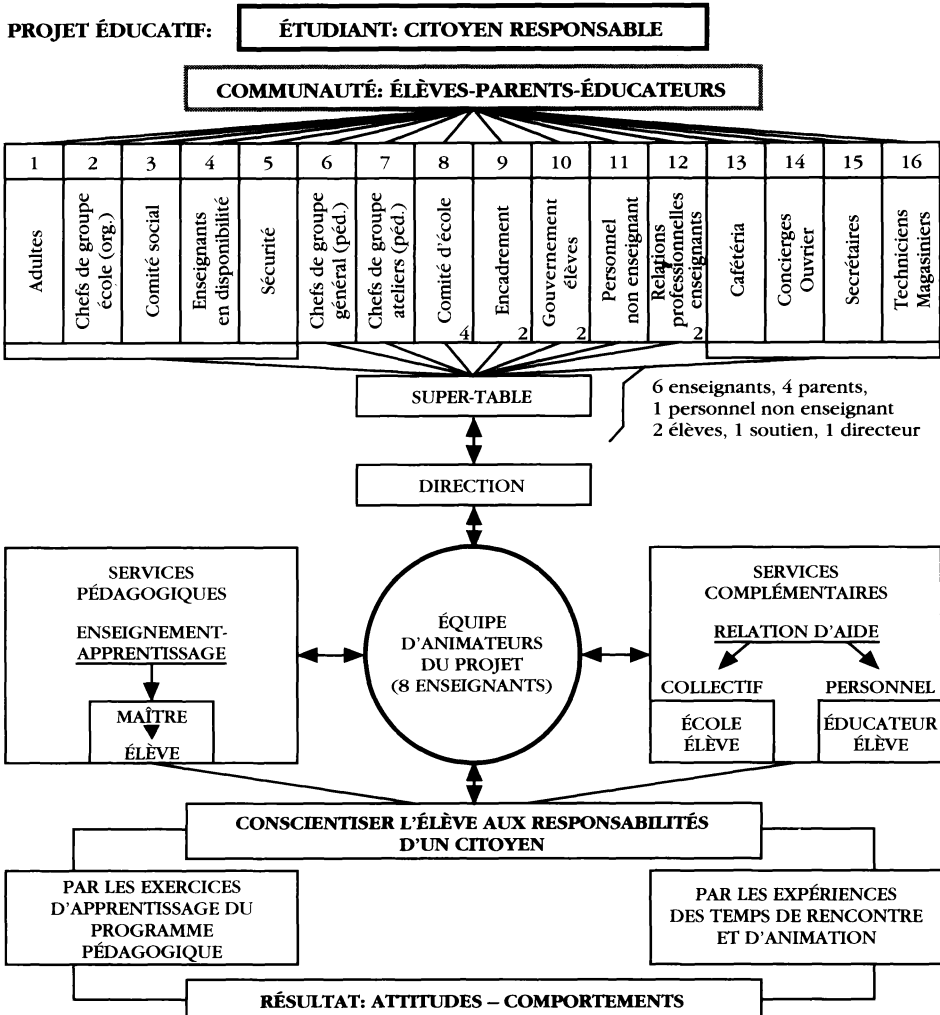 PROJET ÉDUCATIF:
ÉTUDIANT: CITOYEN RESPONSABLE
COMMUNAUTÉ: ÉLÈVES-PARENTS-ÉDUCATEURS
1 2 3 4 5 6 7 8 9 10 11 12 13 14 15 16
Adultes
Chefs de groupe
école (org.)
Comité social
Enseignants
en disponibilité
Sécurité
Chefs de groupe
général (péd.)
Chefs de groupe
ateliers (péd.)
Comité d'école
4
Encadrement
2
Gouvernement
élèves
2
Personnel
non enseignant
Relations
professionnelles
enseignants
2
Cafétéria
Concierges
Ouvrier
Secrétaires
Techniciens
Magasiniers
SUPER-TABLE
6 enseignants, 4 parents,
1 personnel non enseignant
2 élèves, 1 soutien, 1 directeur
DIRECTION
SERVICES
PÉDAGOGIQUES
ENSEIGNEMENT-
APPRENTISSAGE
MAÎTRE
ÉLÈVE
ÉQUIPE
D'ANIMATEURS
DU PROJET
(8 ENSEIGNANTS)
SERVICES
COMPLÉMENTAIRES
RELATION D'AIDE
COLLECTIF
ÉCOLE
ÉLÈVE
PERSONNEL
ÉDUCATEUR
ÉLÈVE
CONSCIENTISER L'ÉLÈVE AUX RESPONSABILITÉS
D'UN CITOYEN
PAR LES EXERCICES
D'APPRENTISSAGE DU
PROGRAMME
PÉDAGOGIQUE
PAR LES EXPÉRIENCES
DES TEMPS DE RENCONTRE
ET D'ANIMATION
RÉSULTAT: ATTITUDES – COMPORTEMENTS